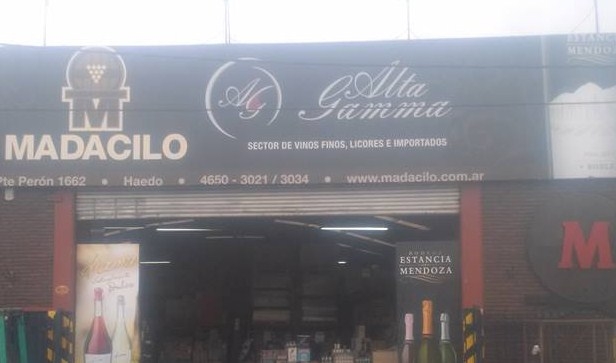 ESTANCIA
MENDOZA
AG
Alta
Gamma
M
MADACILO
SECTOR DE VINOS FINOS, LICORES E IMPORTADOS
Pte Perón 1662 • Haedo • 4650 - 3021 / 3034 • www.madacilo.com.ar
ESTANCIA
MENDOZA
M